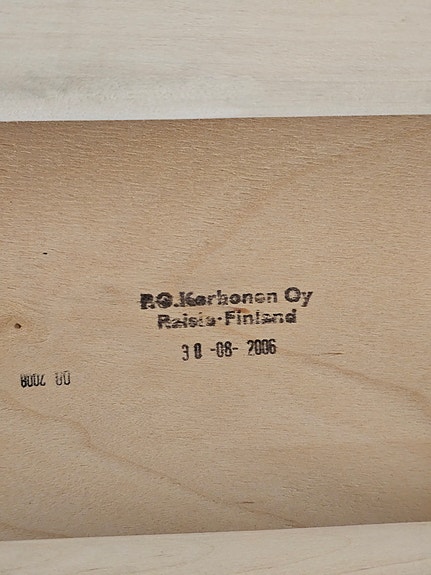 P.O.Korhonen Oy
Raisio-Finland
30 -08- 2006